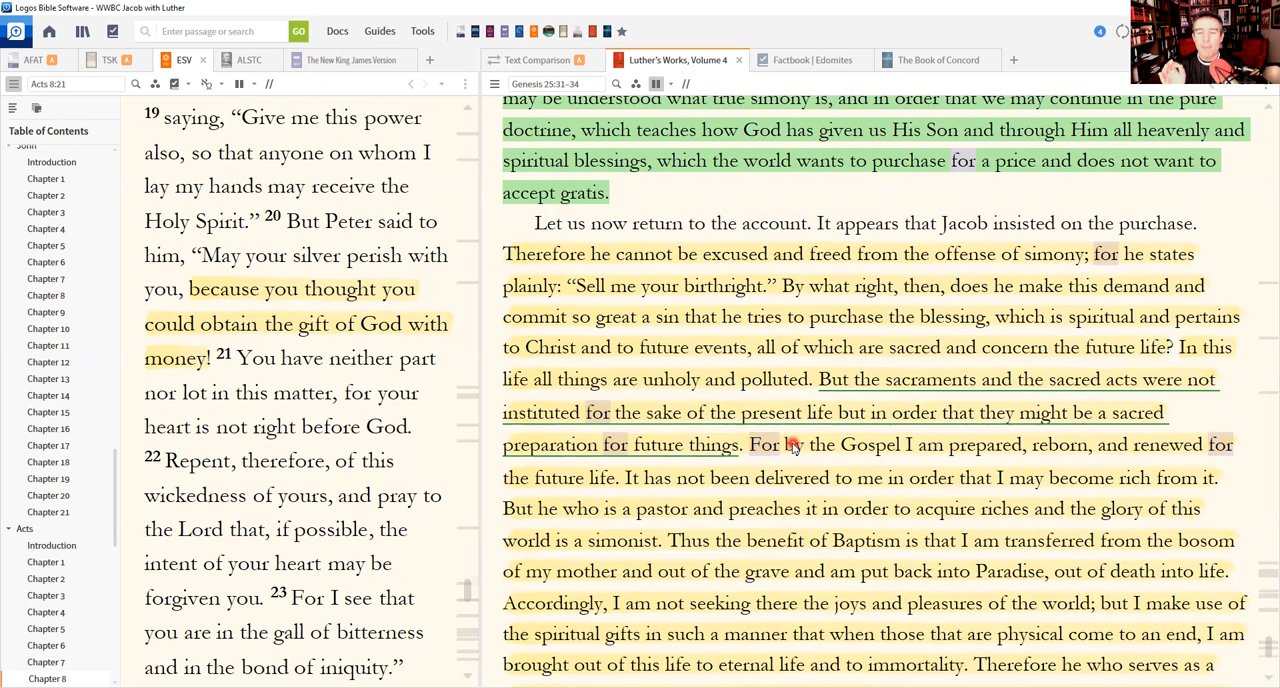 Logos Bible Software - WWBC Jacob with Luther
Enter passage or search
GO
Docs
Guides
Tools
4
AFAT
A
TSK
A
ESV
ALSTC
The New King James Version
Text Comparison
A
Luther's Works, Volume 4
Factbook | Edomites
The Book of Concord
Acts 8:21
Genesis 25:31–34
Table of Contents
John
Introduction
Chapter 1
Chapter 2
Chapter 3
Chapter 4
Chapter 5
Chapter 6
Chapter 7
Chapter 8
Chapter 9
Chapter 10
Chapter 11
Chapter 12
Chapter 13
Chapter 14
Chapter 15
Chapter 16
Chapter 17
Chapter 18
Chapter 19
Chapter 20
Chapter 21
Acts
Introduction
Chapter 1
Chapter 2
Chapter 3
Chapter 4
Chapter 5
Chapter 6
Chapter 7
Chapter 8
19 saying, “Give me this power
also, so that anyone on whom I
lay my hands may receive the
Holy Spirit.” 20 But Peter said to
him, “May your silver perish with
you, because you thought you
could obtain the gift of God with
money! 21 You have neither part
nor lot in this matter, for your
heart is not right before God.
22 Repent, therefore, of this
wickedness of yours, and pray to
the Lord that, if possible, the
intent of your heart may be
forgiven you. 23 For I see that
you are in the gall of bitterness
and in the bond of iniquity.”
may be understood what true simony is, and in order that we may continue in the pure
doctrine, which teaches how God has given us His Son and through Him all heavenly and
spiritual blessings, which the world wants to purchase for a price and does not want to
accept gratis.
Let us now return to the account. It appears that Jacob insisted on the purchase.
Therefore he cannot be excused and freed from the offense of simony; for he states
plainly: “Sell me your birthright.” By what right, then, does he make this demand and
commit so great a sin that he tries to purchase the blessing, which is spiritual and pertains
to Christ and to future events, all of which are sacred and concern the future life? In this
life all things are unholy and polluted. But the sacraments and the sacred acts were not
instituted for the sake of the present life but in order that they might be a sacred
preparation for future things. For by the Gospel I am prepared, reborn, and renewed for
the future life. It has not been delivered to me in order that I may become rich from it.
But he who is a pastor and preaches it in order to acquire riches and the glory of this
world is a simonist. Thus the benefit of Baptism is that I am transferred from the bosom
of my mother and out of the grave and am put back into Paradise, out of death into life.
Accordingly, I am not seeking there the joys and pleasures of the world; but I make use of
the spiritual gifts in such a manner that when those that are physical come to an end, I am
brought out of this life to eternal life and to immortality. Therefore he who serves as a